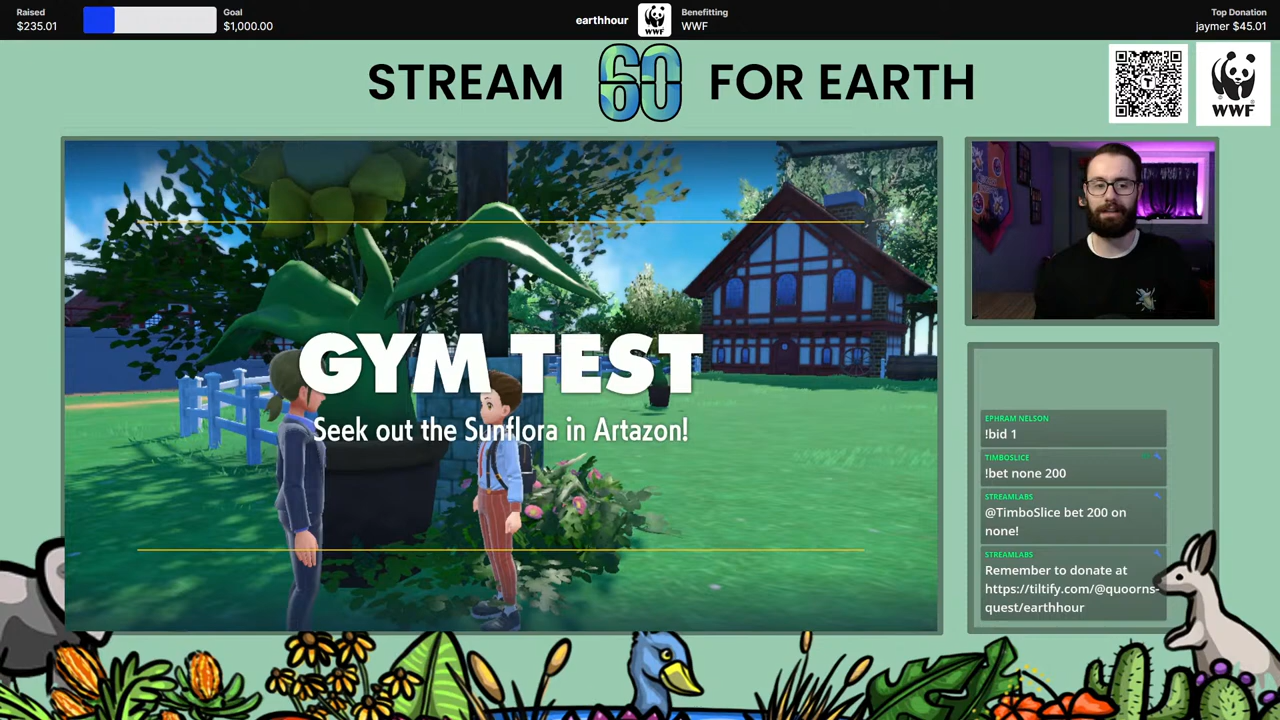 Raised
$235.01
Goal
$1,000.00
earthhour
WWF
Benefitting
WWF
Top Donation
jaymer $45.01
STREAM 60 FOR EARTH
WWF
GYM TEST
Seek out the Sunflora in Artazon!
EPHRAM NELSON
!bid 1
TIMBOSLICE
!bet none 200
STREAMLABS
@TimboSlice bet 200 on
none!
STREAMLABS
Remember to donate at
https://tiltify.com/@quoorns-
quest/earthhour